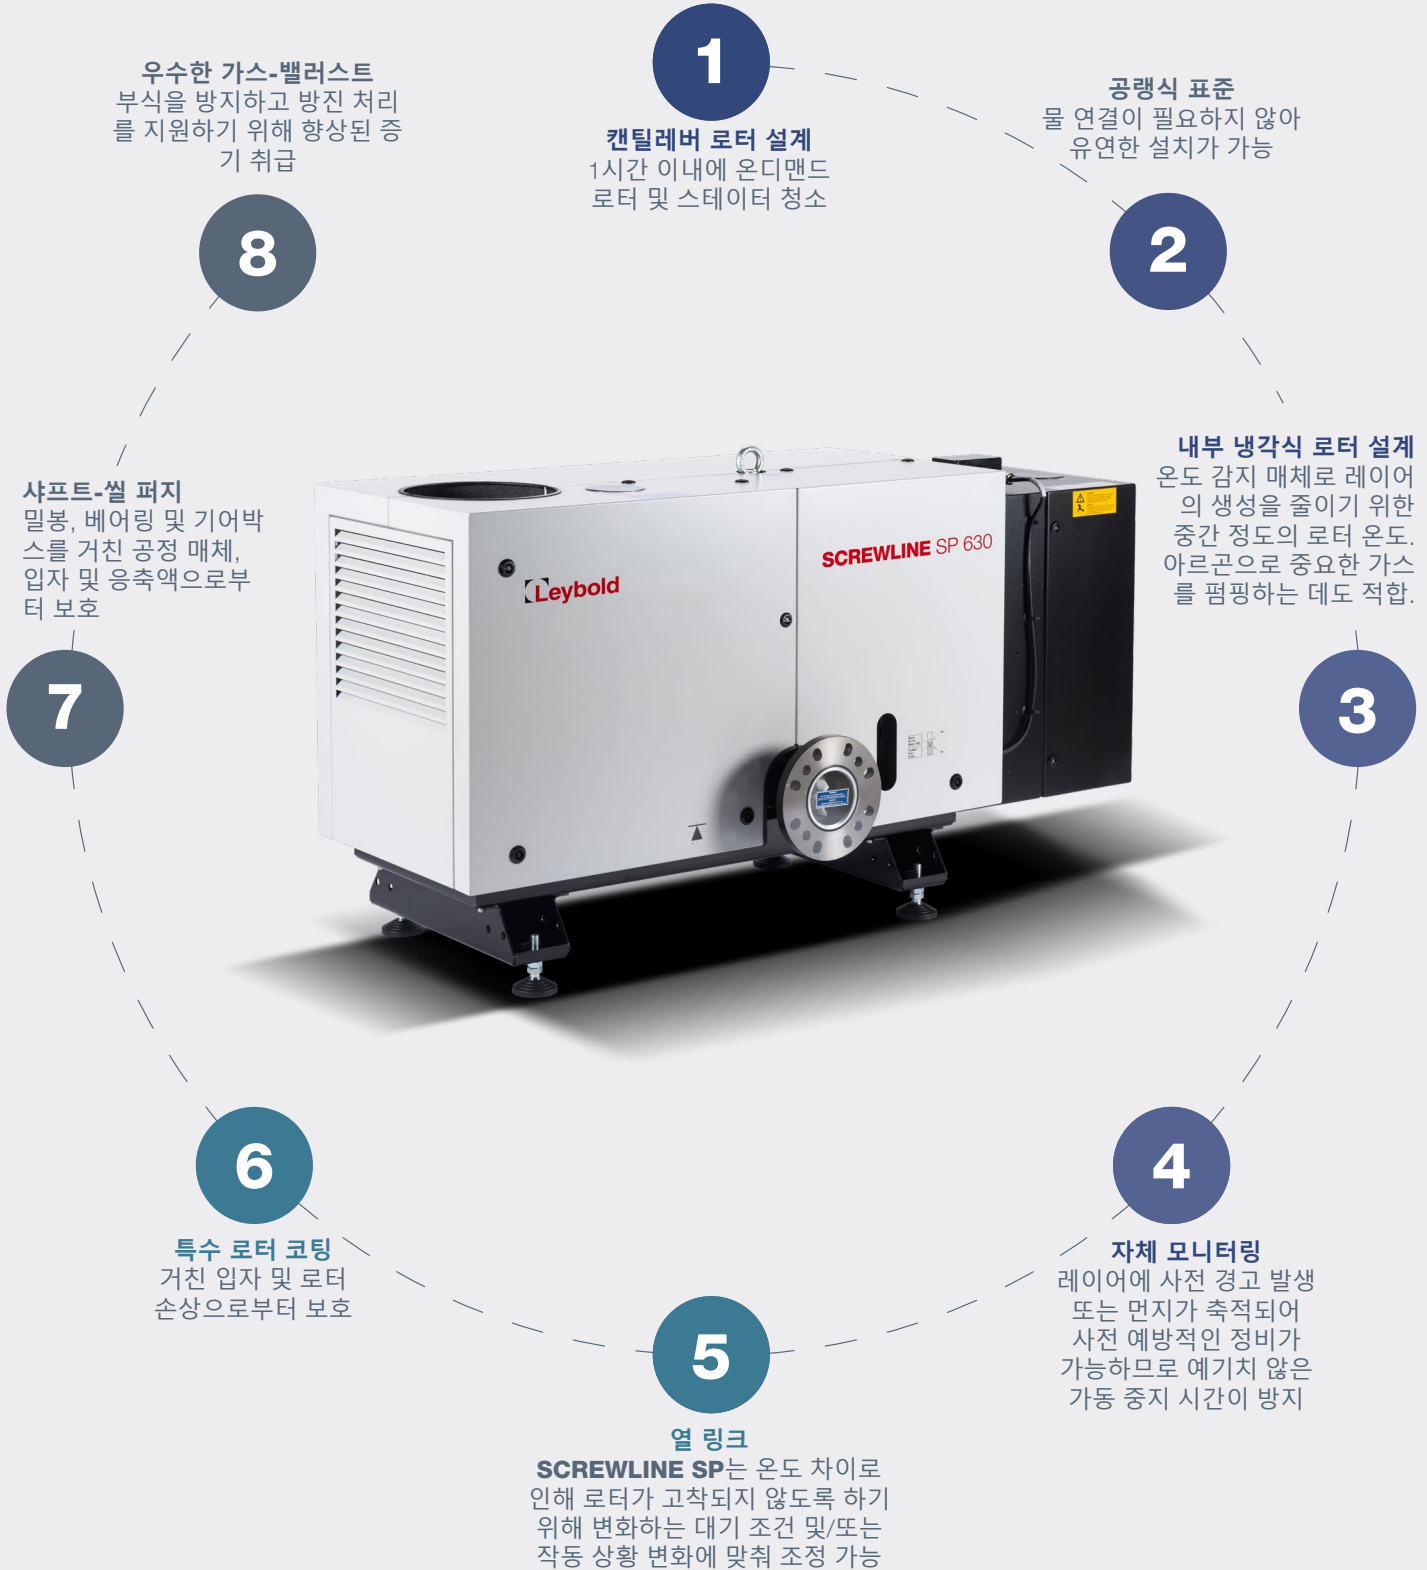 1
캔틸레버 로터 설계
1시간 이내에 온디맨드
로터 및 스테이터 청소
공랭식 표준
물 연결이 필요하지 않아
유연한 설치가 가능
2
내부 냉각식 로터 설계
온도 감지 매체로 레이어
의 생성을 줄이기 위한
중간 정도의 로터 온도.
아르곤으로 중요한 가스
를 펌핑하는 데도 적합.
3
4
자체 모니터링
레이어에 사전 경고 발생
또는 먼지가 축적되어
사전 예방적인 정비가
가능하므로 예기치 않은
가동 중지 시간이 방지
5
열 링크
SCREWLINE SP는 온도 차이로
인해 로터가 고착되지 않도록 하기
위해 변화하는 대기 조건 및/또는
작동 상황 변화에 맞춰 조정 가능
6
특수 로터 코팅
거친 입자 및 로터
손상으로부터 보호
샤프트-씰 퍼지
밀봉, 베어링 및 기어박
스를 거친 공정 매체,
입자 및 응축액으로부
터 보호
7
우수한 가스-밸러스트
부식을 방지하고 방진 처리
를 지원하기 위해 향상된 증
기 취급
8
Leybold
SCREWLINE SP 630